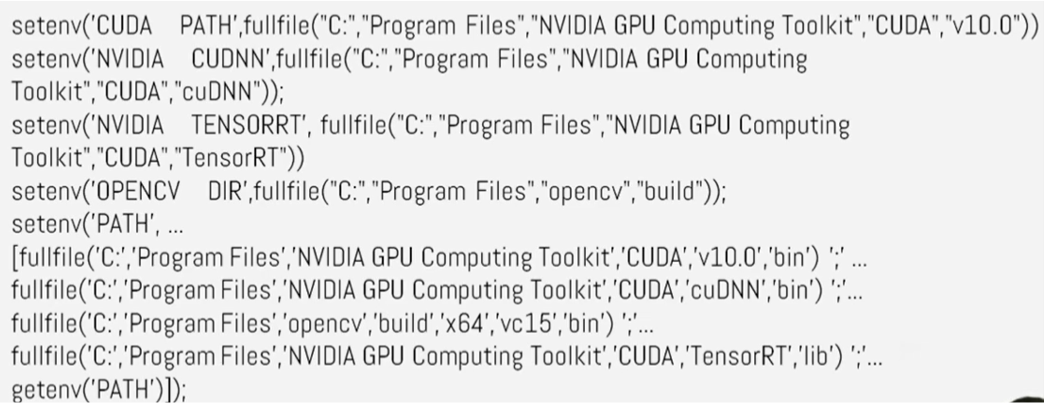 setenv('CUDA PATH',fullfile("C:","Program Files","NVIDIA GPU Computing Toolkit","CUDA","v10.0"))
setenv('NVIDIA CUDNN',fullfile("C:","Program Files","NVIDIA GPU Computing
Toolkit","CUDA","cuDNN"));
setenv('NVIDIA TENSORRT', fullfile("C:","Program Files","NVIDIA GPU Computing
Toolkit","CUDA","TensorRT"))
setenv('OPENCV DIR',fullfile("C:","Program Files","opencv","build"));
setenv('PATH', ...
[fullfile('C:','Program Files','NVIDIA GPU Computing Toolkit','CUDA','v10.0','bin') ';' ...
fullfile('C:','Program Files','NVIDIA GPU Computing Toolkit','CUDA','cuDNN','bin') ';'...
fullfile('C:','Program Files','opencv','build','x64','vc15','bin') ';'...
fullfile('C:','Program Files','NVIDIA GPU Computing Toolkit','CUDA','TensorRT','lib') ';'...
getenv('PATH')]);